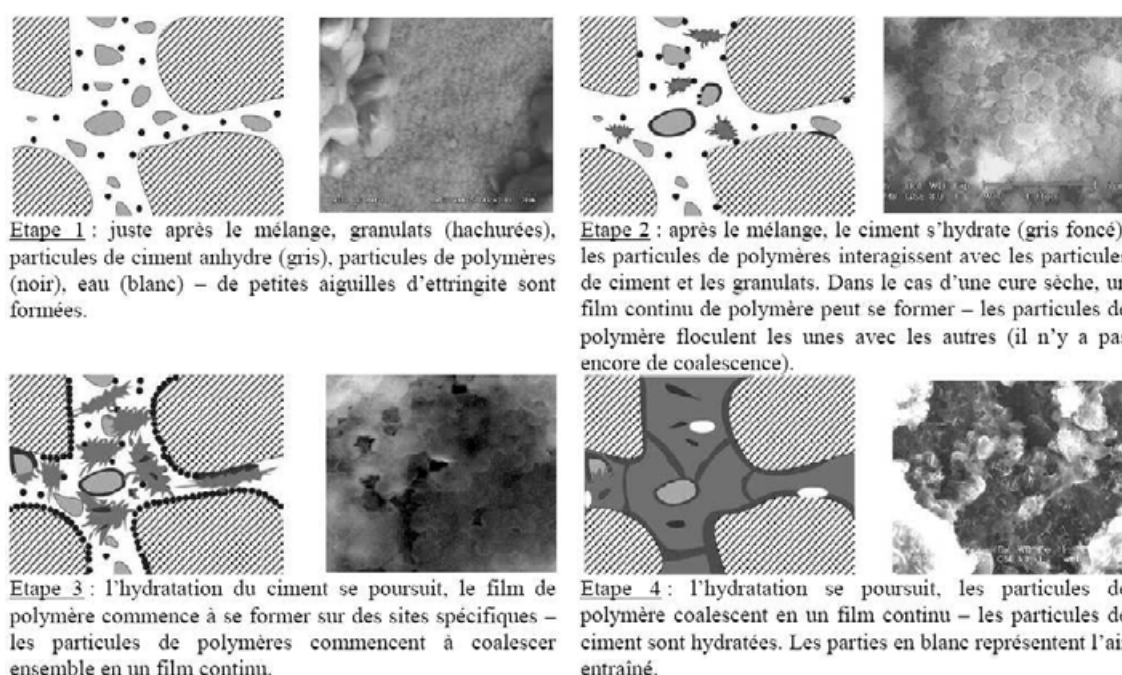 Etape 1 : juste après le mélange, granulats (hachurées),
particules de ciment anhydre (gris), particules de polymères
(noir), eau (blanc) – de petites aiguilles d’ettringite sont
formées.
Etape 2 : après le mélange, le ciment s’hydrate (gris foncé)
les particules de polymères interagissent avec les particules
de ciment et les granulats. Dans le cas d’une cure sèche, un
film continu de polymère peut se former – les particules de
polymère floculent les unes avec les autres (il n’y a pas
encore de coalescence).
Etape 3 : l’hydratation du ciment se poursuit, le film de
polymère commence à se former sur des sites spécifiques –
les particules de polymères commencent à coalescer
ensemble en un film continu.
Etape 4 : l’hydratation se poursuit, les particules de
polymère coalescent en un film continu – les particules de
ciment sont hydratées. Les parties en blanc représentent l’air
entraîné.